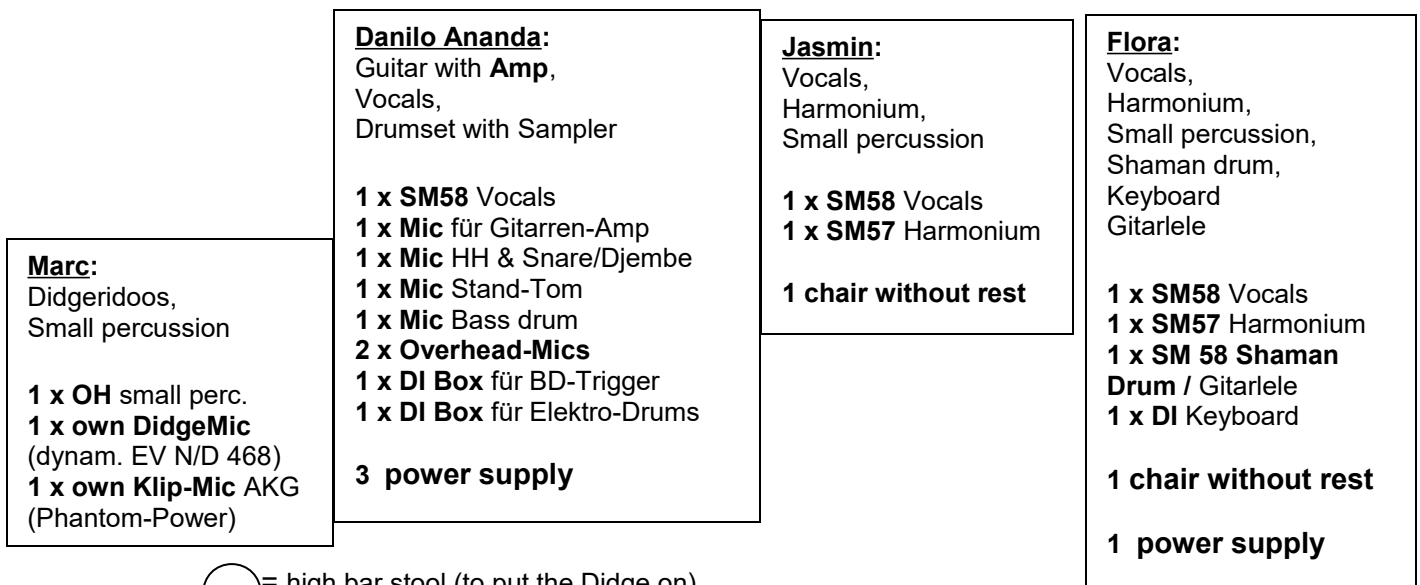 Danilo Ananda:
Guitar with Amp,
Vocals,
Drumset with Sampler
1 x SM58 Vocals
1 x Mic für Gitarren-Amp
1 x Mic HH & Snare/Djembe
1 x Mic Stand-Tom
1 x Mic Bass drum
2 x Overhead-Mics
1 x DI Box für BD-Trigger
1 x DI Box für Elektro-Drums
3 power supply
Jasmin:
Vocals,
Harmonium,
Small percussion
1 x SM58 Vocals
1 x SM57 Harmonium
1 chair without rest
Flora:
Vocals,
Harmonium,
Small percussion,
Shaman drum,
Keyboard
Gitarlele
1 x SM58 Vocals
1 x SM57 Harmonium
1 x SM 58 Shaman
Drum / Gitarlele
1 x DI Keyboard
1 chair without rest
1 power supply
Marc:
Didgeridoos,
Small percussion
1 x OH small perc.
1 x own DidgeMic
(dynam. EV N/D 468)
1 x own Klip-Mic AKG
(Phantom-Power)
= high bar stool (to put the Didge on)